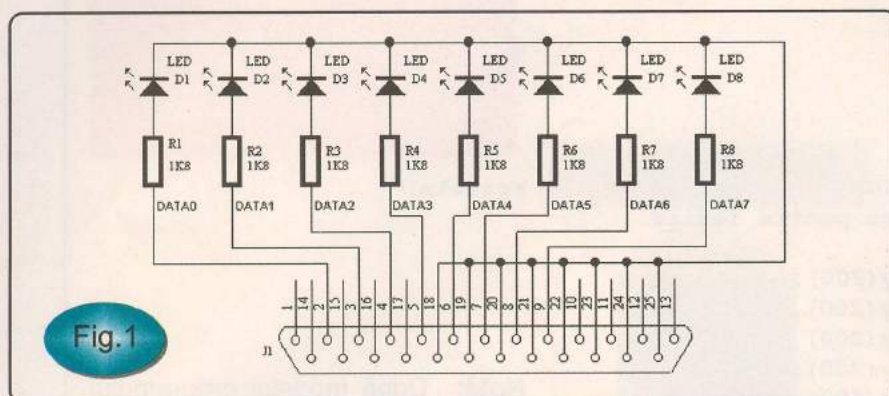 LED LED LED LED LED LED LED LED
D1 D2 D3 D4 D5 D6 D7 D8
R1 R2 R3 R4 R5 R6 R7 R8
1K8 1K8 1K8 1K8 1K8 1K8 1K8 1K8
DATA0 DATA1 DATA2 DATA3 DATA4 DATA5 DATA6 DATA7
1 14 2 15 3 16 4 17 5 18 6 19 7 20 8 21 9 22 10 23 11 24 12 25 13
J1
Fig.1